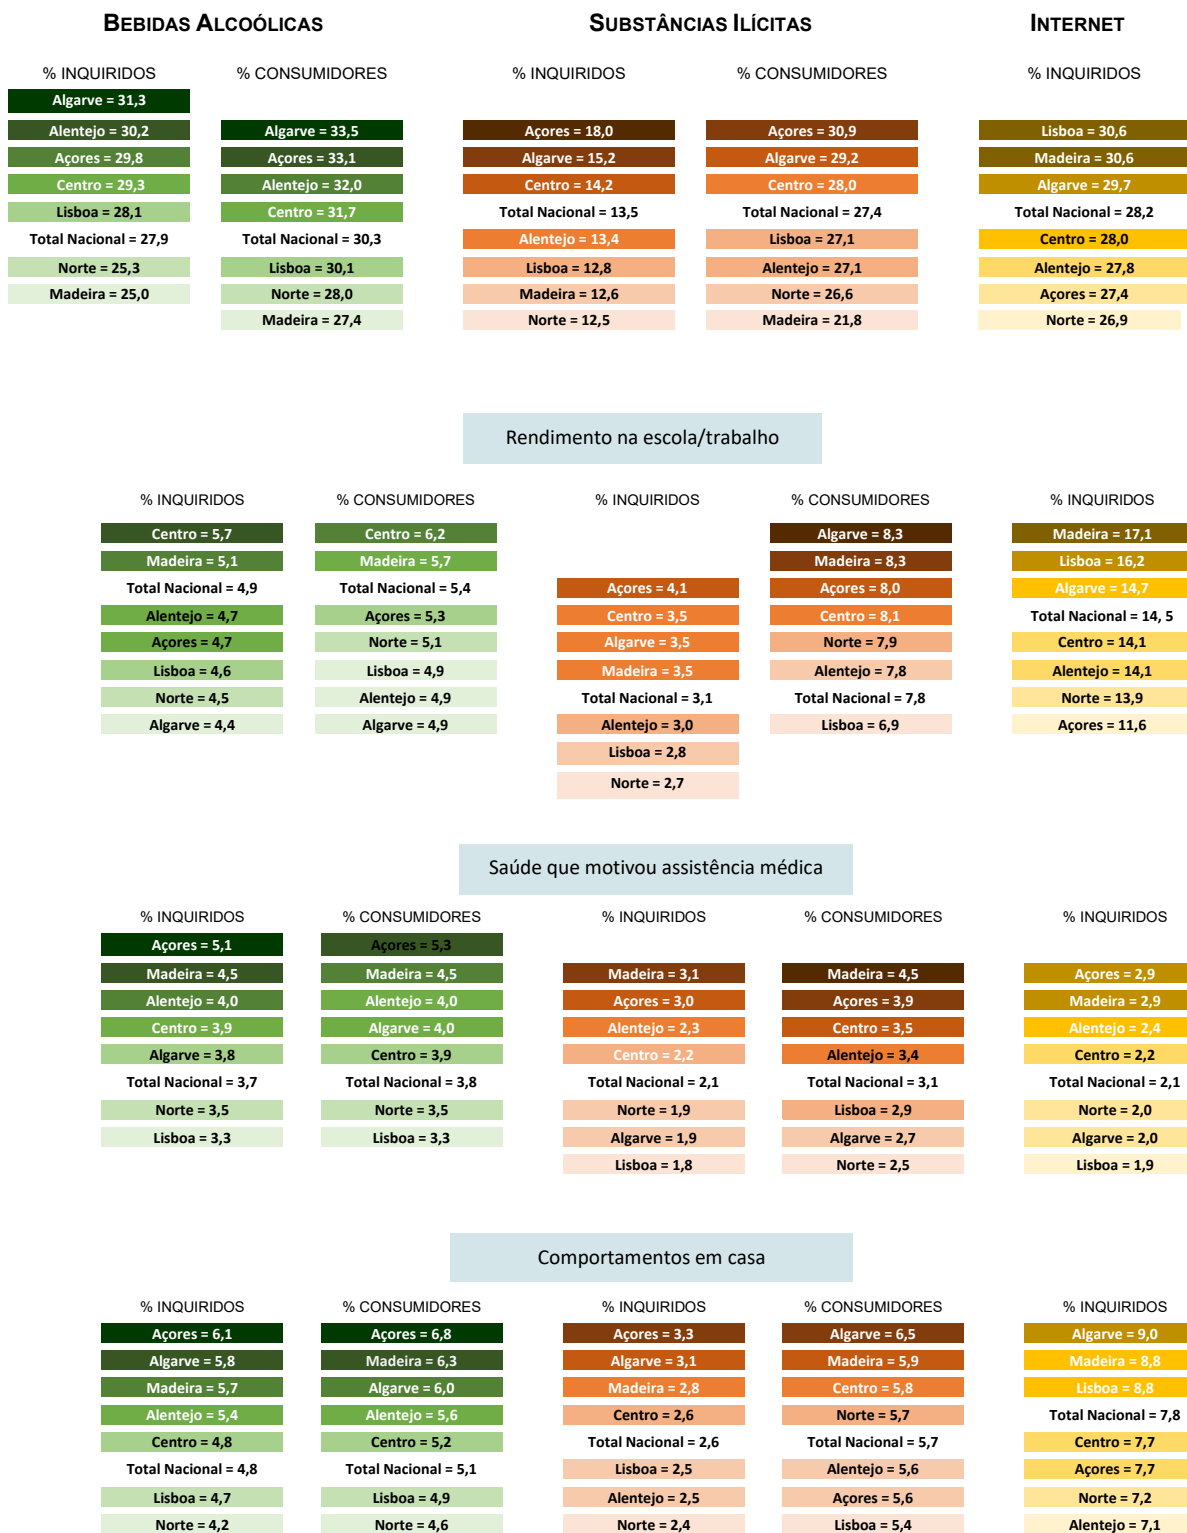 BEBIDAS ALCOÓLICAS SUBSTÂNCIAS ILÍCITAS INTERNET
% INQUIRIDOS % CONSUMIDORES % INQUIRIDOS % CONSUMIDORES % INQUIRIDOS
Algarve = 31,3
Alentejo = 30,2 Algarve = 33,5 Açores = 18,0 Açores = 30,9 Lisboa = 30,6
Açores = 29,8 Açores = 33,1 Algarve = 15,2 Algarve = 29,2 Madeira = 30,6
Centro = 29,3 Alentejo = 32,0 Centro = 14,2 Centro = 28,0 Algarve = 29,7
Lisboa = 28,1 Centro = 31,7 Total Nacional = 13,5 Total Nacional = 27,4 Total Nacional = 28,2
Total Nacional = 27,9 Total Nacional = 30,3 Alentejo = 13,4 Lisboa = 27,1 Centro = 28,0
Norte = 25,3 Lisboa = 30,1 Lisboa = 12,8 Alentejo = 27,1 Alentejo = 27,8
Madeira = 25,0 Norte = 28,0 Madeira = 12,6 Norte = 26,6 Açores = 27,4
Madeira = 27,4 Norte = 12,5 Madeira = 21,8 Norte = 26,9
Rendimento na escola/trabalho
% INQUIRIDOS % CONSUMIDORES % INQUIRIDOS % CONSUMIDORES % INQUIRIDOS
Centro = 5,7 Centro = 6,2 Algarve = 8,3 Madeira = 17,1
Madeira = 5,1 Madeira = 5,7 Madeira = 8,3 Lisboa = 16,2
Total Nacional = 4,9 Total Nacional = 5,4 Açores = 4,1 Açores = 8,0 Algarve = 14,7
Alentejo = 4,7 Açores = 5,3 Centro = 3,5 Centro = 8,1 Total Nacional = 14, 5
Açores = 4,7 Norte = 5,1 Algarve = 3,5 Norte = 7,9 Centro = 14,1
Lisboa = 4,6 Lisboa = 4,9 Madeira = 3,5 Alentejo = 7,8 Alentejo = 14,1
Norte = 4,5 Alentejo = 4,9 Total Nacional = 3,1 Total Nacional = 7,8 Norte = 13,9
Algarve = 4,4 Algarve = 4,9 Alentejo = 3,0 Lisboa = 6,9 Açores = 11,6
Lisboa = 2,8
Norte = 2,7
Saúde que motivou assistência médica
% INQUIRIDOS % CONSUMIDORES % INQUIRIDOS % CONSUMIDORES % INQUIRIDOS
Açores = 5,1 Açores = 5,3
Madeira = 4,5 Madeira = 4,5 Madeira = 3,1 Madeira = 4,5 Açores = 2,9
Alentejo = 4,0 Alentejo = 4,0 Açores = 3,0 Açores = 3,9 Madeira = 2,9
Centro = 3,9 Algarve = 4,0 Alentejo = 2,3 Centro = 3,5 Alentejo = 2,4
Algarve = 3,8 Centro = 3,9 Centro = 2,2 Alentejo = 3,4 Centro = 2,2
Total Nacional = 3,7 Total Nacional = 3,8 Total Nacional = 2,1 Total Nacional = 3,1 Total Nacional = 2,1
Norte = 3,5 Norte = 3,5 Norte = 1,9 Lisboa = 2,9 Norte = 2,0
Lisboa = 3,3 Lisboa = 3,3 Algarve = 1,9 Algarve = 2,7 Algarve = 2,0
Lisboa = 1,8 Norte = 2,5 Lisboa = 1,9
Comportamentos em casa
% INQUIRIDOS % CONSUMIDORES % INQUIRIDOS % CONSUMIDORES % INQUIRIDOS
Açores = 6,1 Açores = 6,8 Açores = 3,3 Algarve = 6,5 Algarve = 9,0
Algarve = 5,8 Madeira = 6,3 Algarve = 3,1 Madeira = 5,9 Madeira = 8,8
Madeira = 5,7 Algarve = 6,0 Madeira = 2,8 Centro = 5,8 Lisboa = 8,8
Alentejo = 5,4 Alentejo = 5,6 Centro = 2,6 Norte = 5,7 Total Nacional = 7,8
Centro = 4,8 Centro = 5,2 Total Nacional = 2,6 Total Nacional = 5,7 Centro = 7,7
Total Nacional = 4,8 Total Nacional = 5,1 Lisboa = 2,5 Alentejo = 5,6 Açores = 7,7
Lisboa = 4,7 Lisboa = 4,9 Alentejo = 2,5 Açores = 5,6 Norte = 7,2
Norte = 4,2 Norte = 4,6 Norte = 2,4 Lisboa = 5,4 Alentejo = 7,1